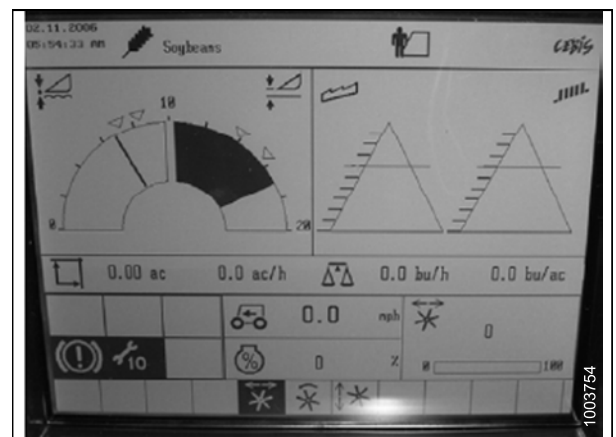 02.11.2006
05:54:33 AM
Soybeans
CEBIS
10
0
20
0.00 ac
0.0 ac/h
0.0 bu/h
0.0 bu/ac
0.0 mph
0
10
% 0 %
0 100
1003754